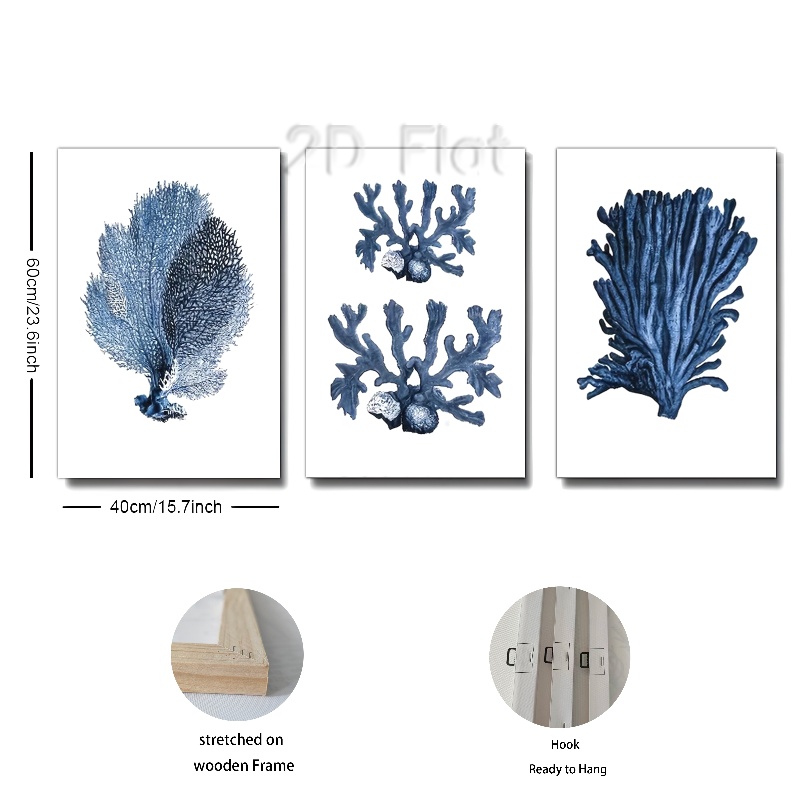 2D Flat
60cm/23.6inch
40cm/15.7inch
stretched on
wooden Frame
Hook
Ready to Hang